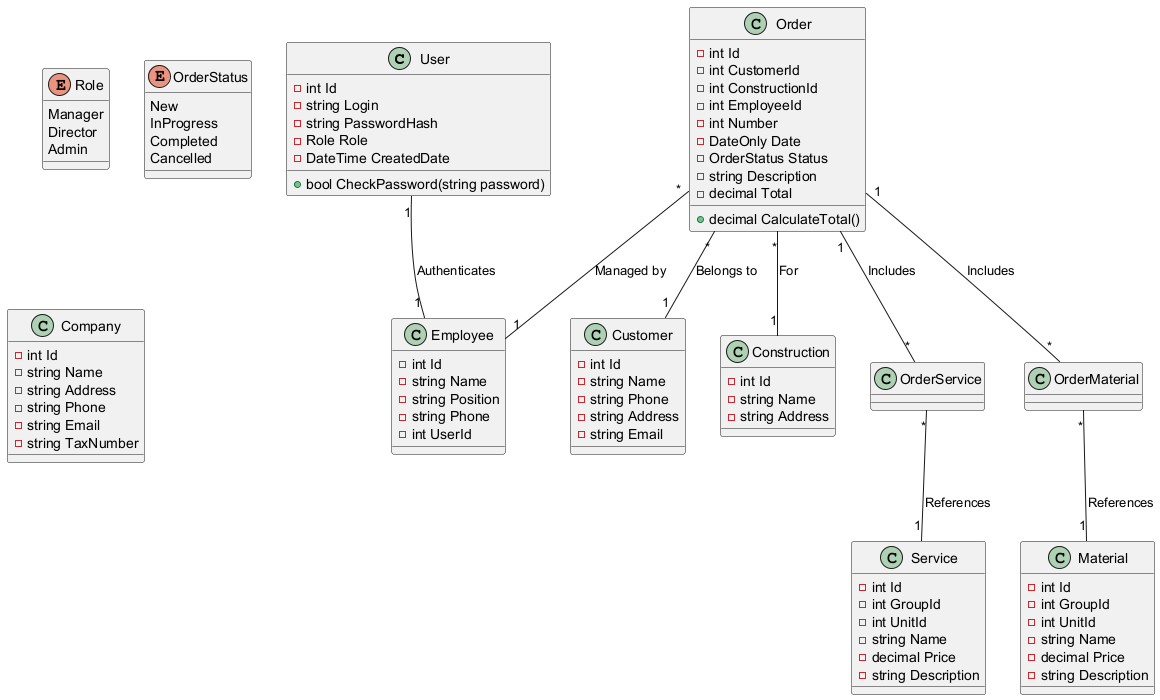 E Role
Manager
Director
Admin
E OrderStatus
New
InProgress
Completed
Cancelled
C User
int Id
string Login
string PasswordHash
Role Role
DateTime CreatedDate
bool CheckPassword(string password)
C Order
int Id
int CustomerId
int ConstructionId
int EmployeeId
int Number
DateOnly Date
OrderStatus Status
string Description
decimal Total
decimal CalculateTotal()
1
Authenticates
1
*
Managed by
1
*
Belongs to
1
*
For
1
1
Includes
*
1
Includes
*
C Company
int Id
string Name
string Address
string Phone
string Email
string TaxNumber
C Employee
int Id
string Name
string Position
string Phone
int UserId
C Customer
int Id
string Name
string Phone
string Address
string Email
C Construction
int Id
string Name
string Address
C OrderService
C OrderMaterial
*
References
1
*
References
1
C Service
int Id
int GroupId
int UnitId
string Name
decimal Price
string Description
C Material
int Id
int GroupId
int UnitId
string Name
decimal Price
string Description